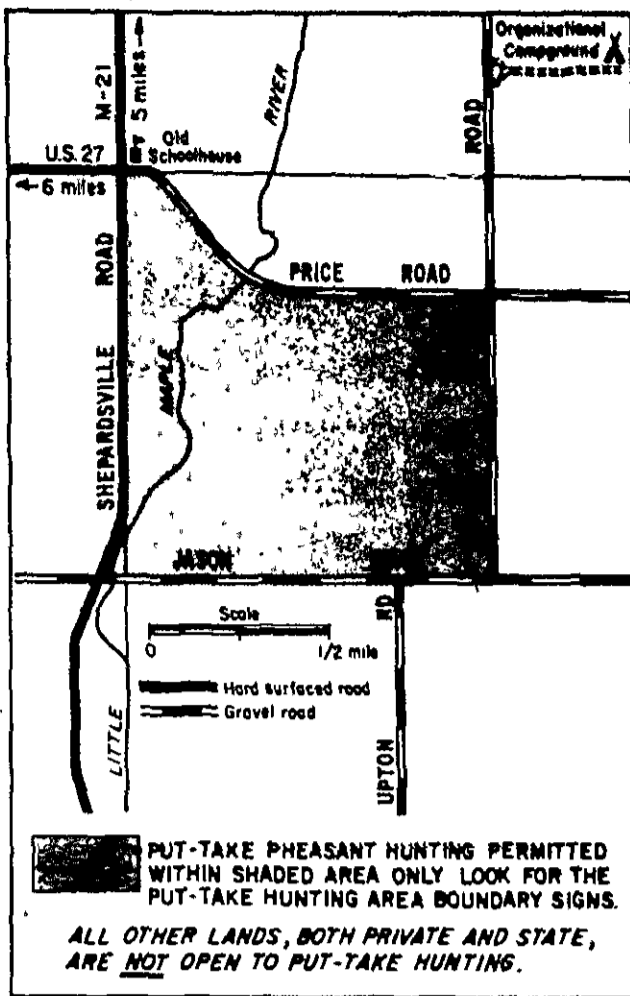 Organizational
Campground
M-21
5 miles
RIVER
ROAD
U.S. 27
Old
Schoolhouse
6 miles
PRICE ROAD
SHEPARDSVILLE ROAD
MAPLE
JASON
Scale
0 1/2 mile
Hard surfaced road
Gravel road
LITTLE
UPTON
PUT-TAKE PHEASANT HUNTING PERMITTED
WITHIN SHADED AREA ONLY LOOK FOR THE
PUT-TAKE HUNTING AREA BOUNDARY SIGNS.
ALL OTHER LANDS, BOTH PRIVATE AND STATE,
ARE NOT OPEN TO PUT-TAKE HUNTING.